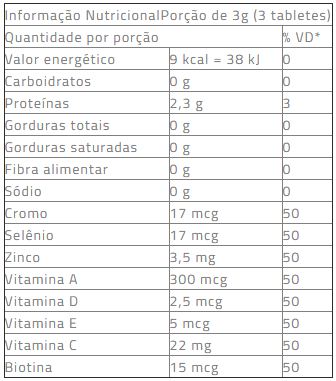 Informação NutricionalPorção de 3g (3 tabletes)
Quantidade por porção % VD*
Valor energético 9 kcal = 38 kJ 0
Carboidratos 0 g 0
Proteínas 2,3 g 3
Gorduras totais 0 g 0
Gorduras saturadas 0 g 0
Fibra alimentar 0 g 0
Sódio 0 g 0
Cromo 17 mcg 50
Selênio 17 mcg 50
Zinco 3,5 mg 50
Vitamina A 300 mcg 50
Vitamina D 2,5 mcg 50
Vitamina E 5 mcg 50
Vitamina C 22 mg 50
Biotina 15 mcg 50